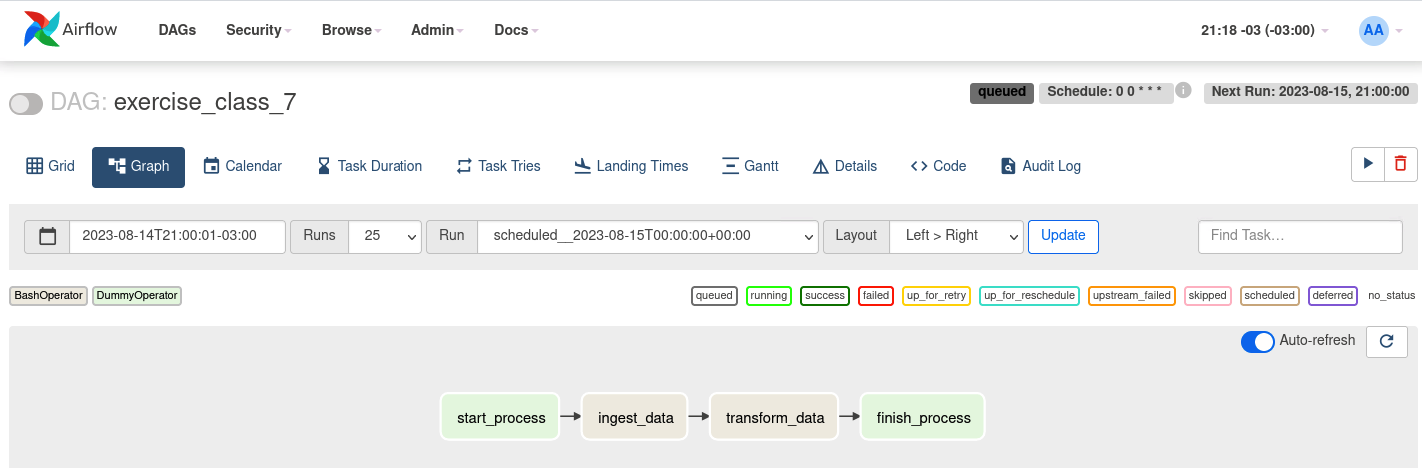 Airflow DAGs Security Browse Admin Docs 21:18 -03 (-03:00) AA
DAG: exercise_class_7 queued Schedule: 0 0 * * * i Next Run: 2023-08-15, 21:00:00
Grid Graph Calendar Task Duration Task Tries Landing Times Gantt Details Code Audit Log
2023-08-14T21:00:01-03:00 Runs 25 Run scheduled__2023-08-15T00:00:00+00:00 Layout Left > Right Update Find Task...
BashOperator DummyOperator queued running success failed up_for_retry up_for_reschedule upstream_failed skipped scheduled deferred no_status
Auto-refresh
start_process ingest_data transform_data finish_process